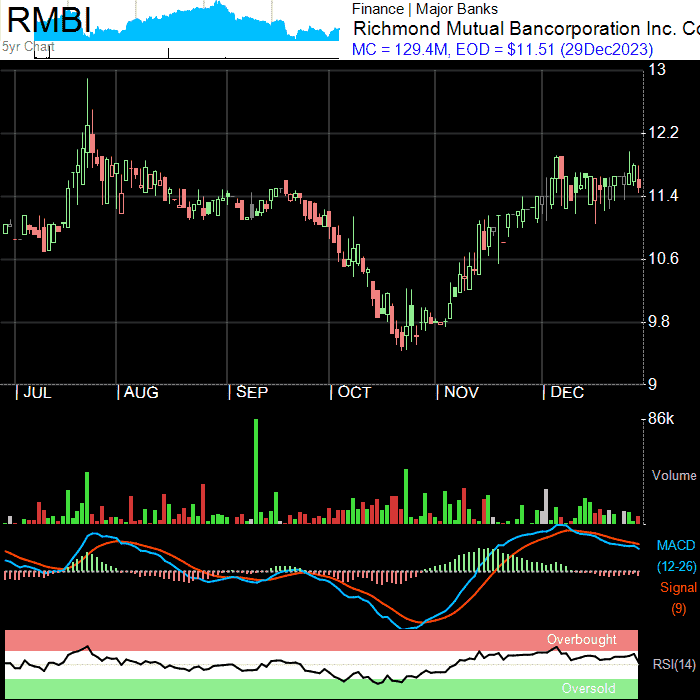 RMBI
5yr Chart
Finance | Major Banks
Richmond Mutual Bancorporation Inc. Co
MC = 129.4M, EOD = $11.51 (29Dec2023)
13
12.2
11.4
10.6
9.8
9
JUL AUG SEP OCT NOV DEC
86k
Volume
MACD
(12-26)
Signal
(9)
Overbought
RSI(14)
Oversold